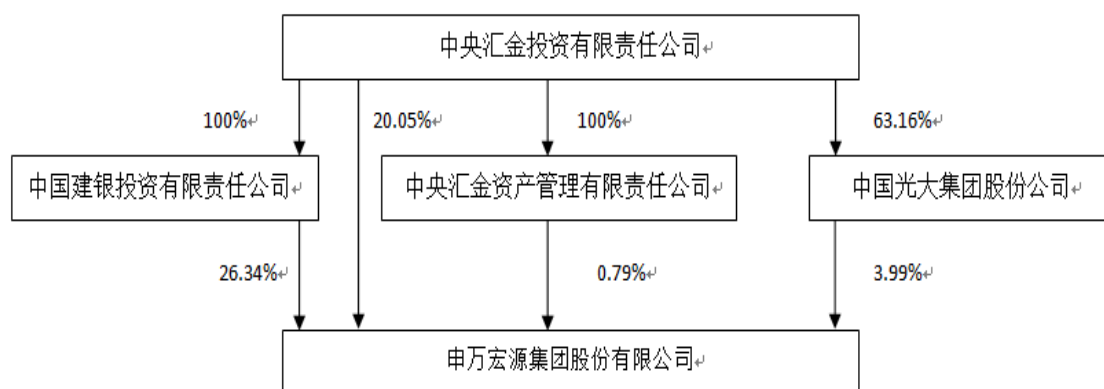 中央汇金投资有限责任公司↵
100%↵ 20.05%↵ 100%↵ 63.16%↵
中国建银投资有限责任公司↵ 中央汇金资产管理有限责任公司↵ 中国光大集团股份公司↵
26.34%↵ 0.79%↵ 3.99%↵
申万宏源集团股份有限公司↵